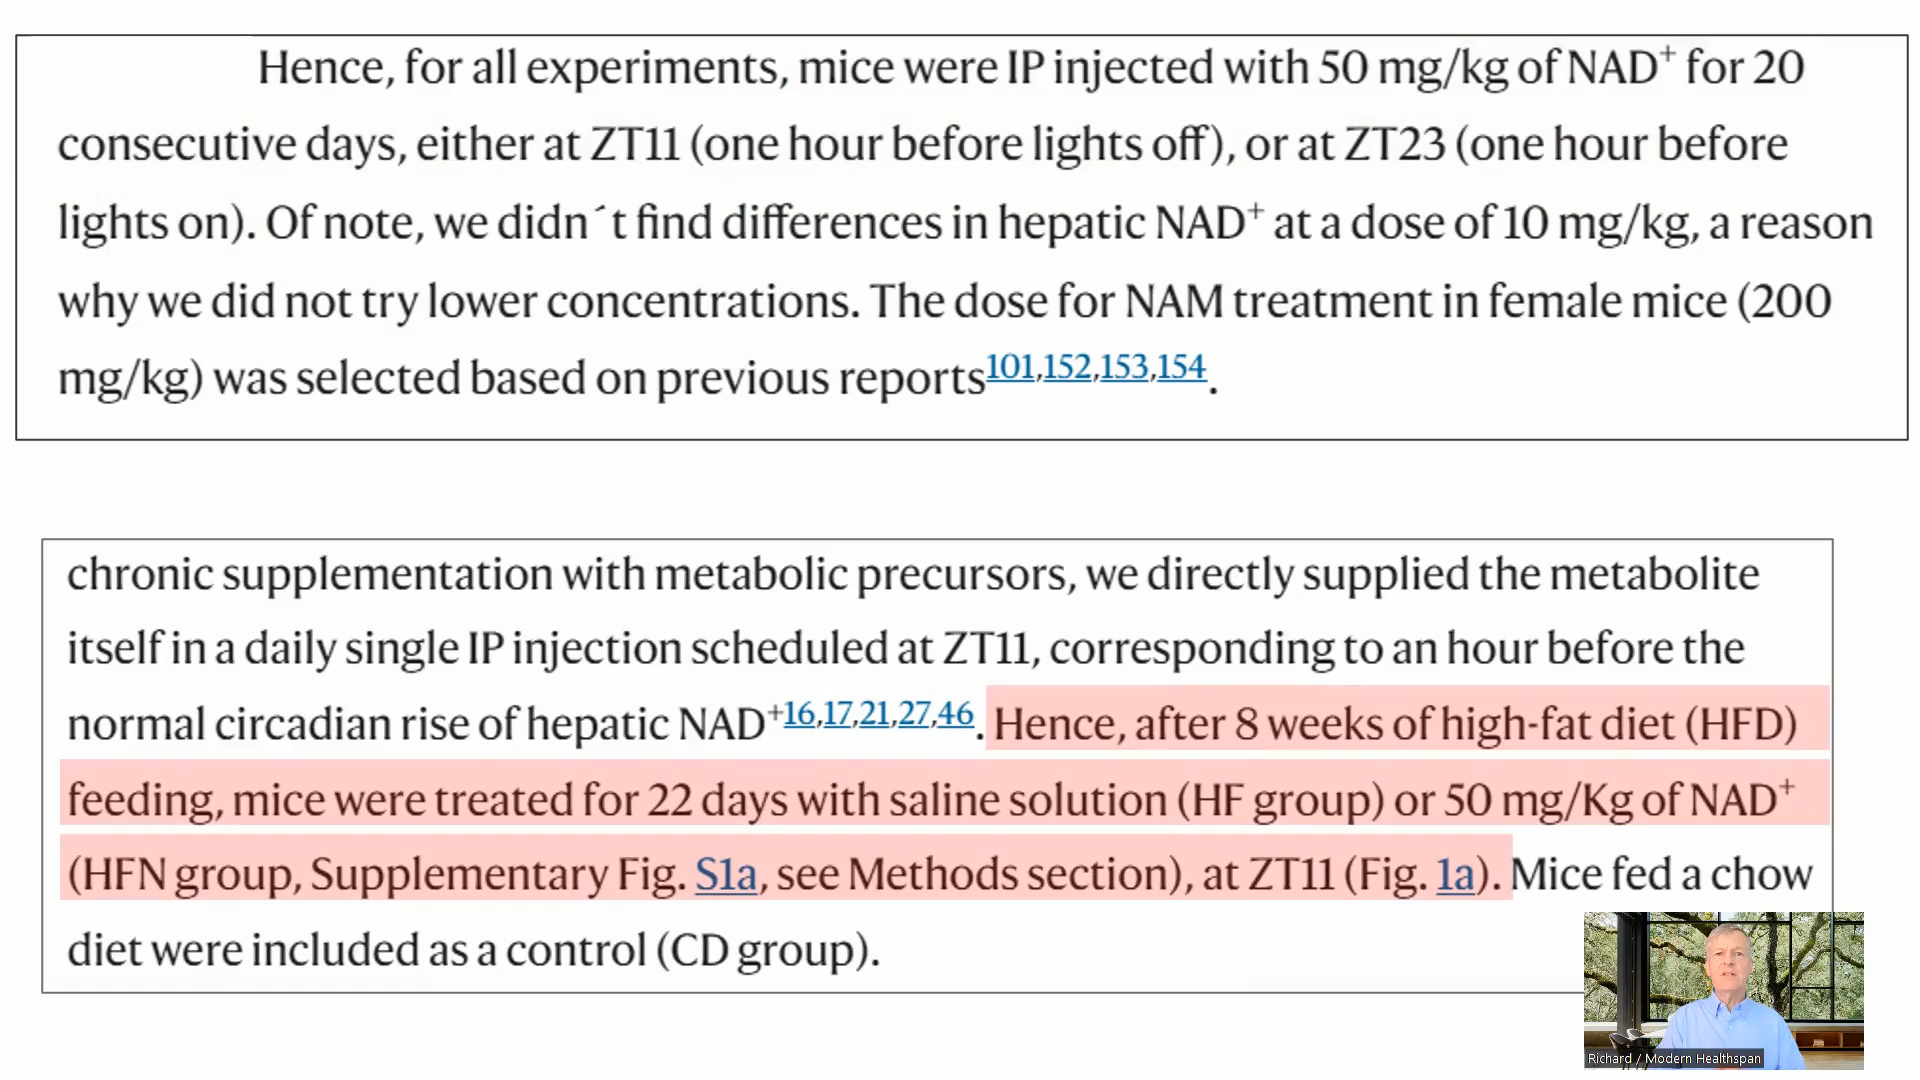 Hence, for all experiments, mice were IP injected with 50 mg/kg of NAD+ for 20
consecutive days, either at ZT11 (one hour before lights off), or at ZT23 (one hour before
lights on). Of note, we didn´t find differences in hepatic NAD+ at a dose of 10 mg/kg, a reason
why we did not try lower concentrations. The dose for NAM treatment in female mice (200
mg/kg) was selected based on previous reports101,152,153,154.
chronic supplementation with metabolic precursors, we directly supplied the metabolite
itself in a daily single IP injection scheduled at ZT11, corresponding to an hour before the
normal circadian rise of hepatic NAD+16,17,21,27,46. Hence, after 8 weeks of high-fat diet (HFD)
feeding, mice were treated for 22 days with saline solution (HF group) or 50 mg/Kg of NAD+
(HFN group, Supplementary Fig. S1a, see Methods section), at ZT11 (Fig. 1a). Mice fed a chow
diet were included as a control (CD group).
Richard / Modern Healthspan